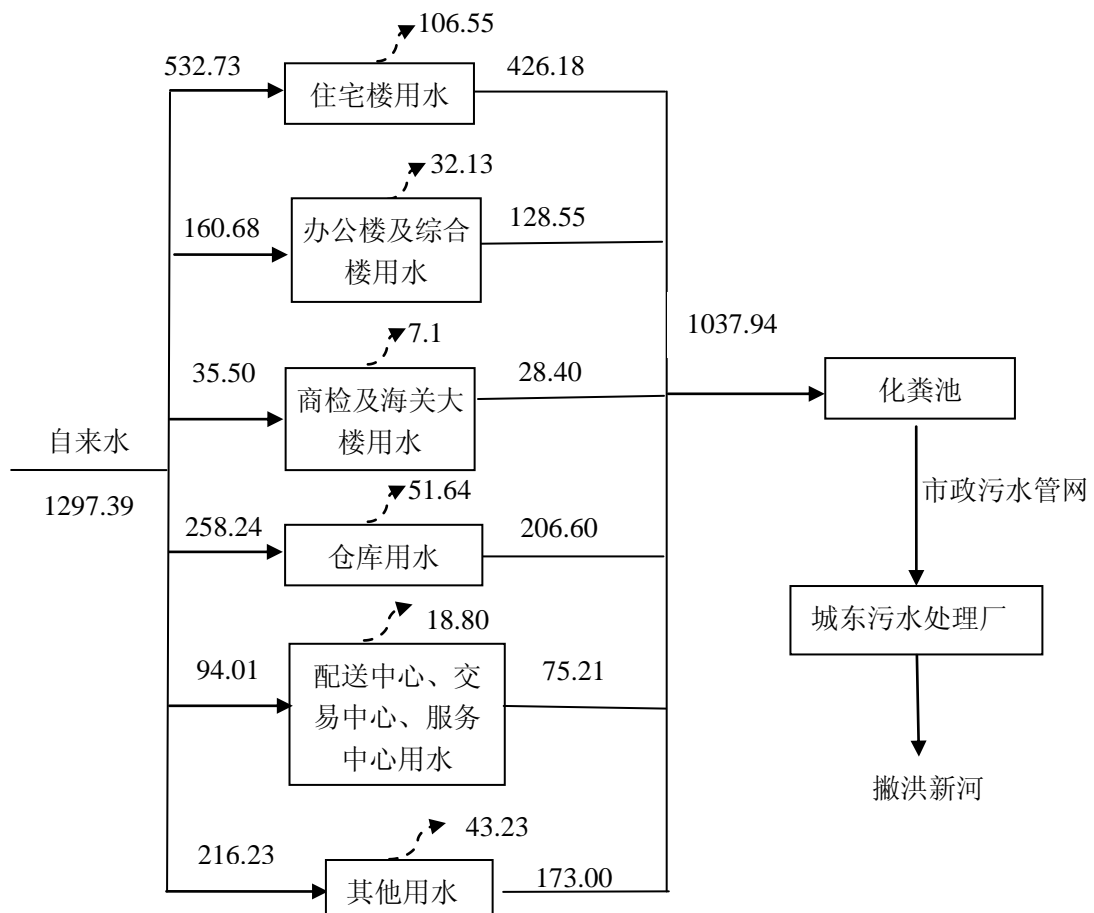 106.55
532.73
住宅楼用水
426.18
32.13
160.68
办公楼及综合
楼用水
128.55
7.1
35.50
商检及海关大
楼用水
28.40
1037.94
化粪池
自来水
1297.39
市政污水管网
51.64
258.24
仓库用水
206.60
城东污水处理厂
18.80
94.01
配送中心、交
易中心、服务
中心用水
75.21
撇洪新河
43.23
216.23
其他用水
173.00